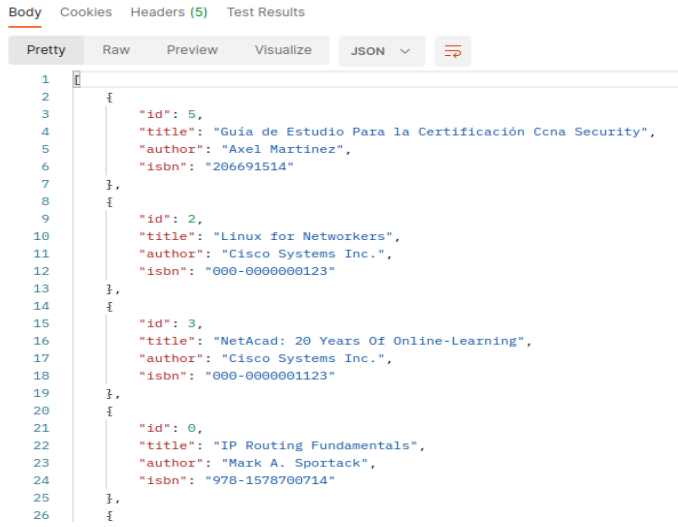 Body Cookies Headers (5) Test Results
Pretty Raw Preview Visualize JSON
1 [
2 {
3 "id": 5,
4 "title": "Guía de Estudio Para la Certificación Ccna Security",
5 "author": "Axel Martinez",
6 "isbn": "206691514"
7 },
8 {
9 "id": 2,
10 "title": "Linux for Networkers",
11 "author": "Cisco Systems Inc.",
12 "isbn": "000-0000000123"
13 },
14 {
15 "id": 3,
16 "title": "NetAcad: 20 Years Of Online-Learning",
17 "author": "Cisco Systems Inc.",
18 "isbn": "000-0000001123"
19 },
20 {
21 "id": 0,
22 "title": "IP Routing Fundamentals",
23 "author": "Mark A. Sportack",
24 "isbn": "978-1578700714"
25 },
26 {